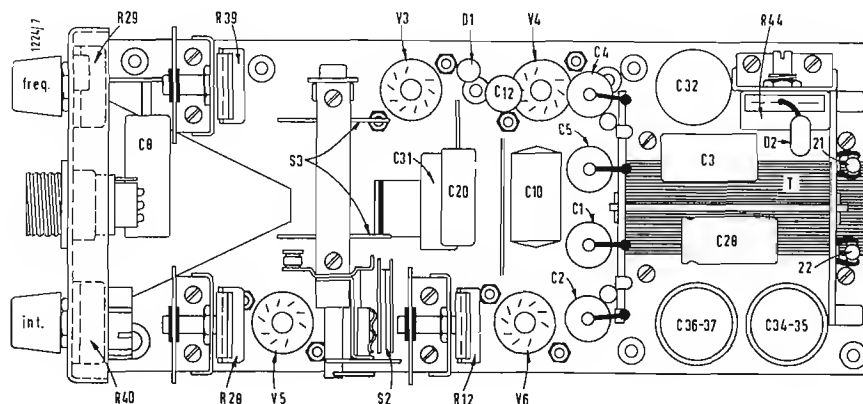 1224/7
R29
R39
V3
D1
V4
C4
R44
freq.
C8
S3
C12
C32
C5
C31
C20
C10
C3
D2
21
T
C1
C28
22
int.
C2
C36-37
C34-35
R40
R28
V5
S2
R12
V6